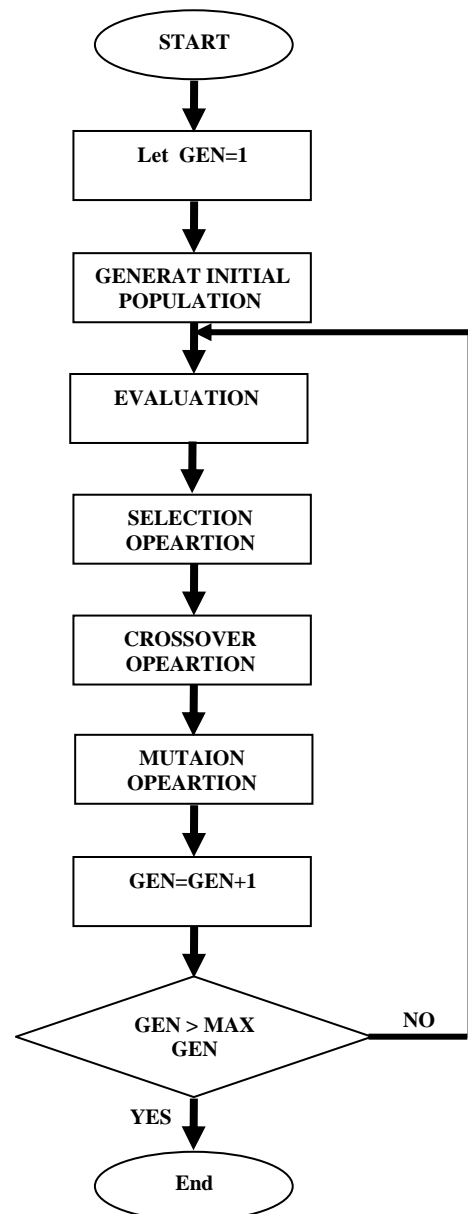 START
Let GEN=1
GENERAT INITIAL
POPULATION
EVALUATION
SELECTION
OPEARTION
CROSSOVER
OPEARTION
MUTAION
OPEARTION
GEN=GEN+1
GEN > MAX
GEN
NO
YES
End